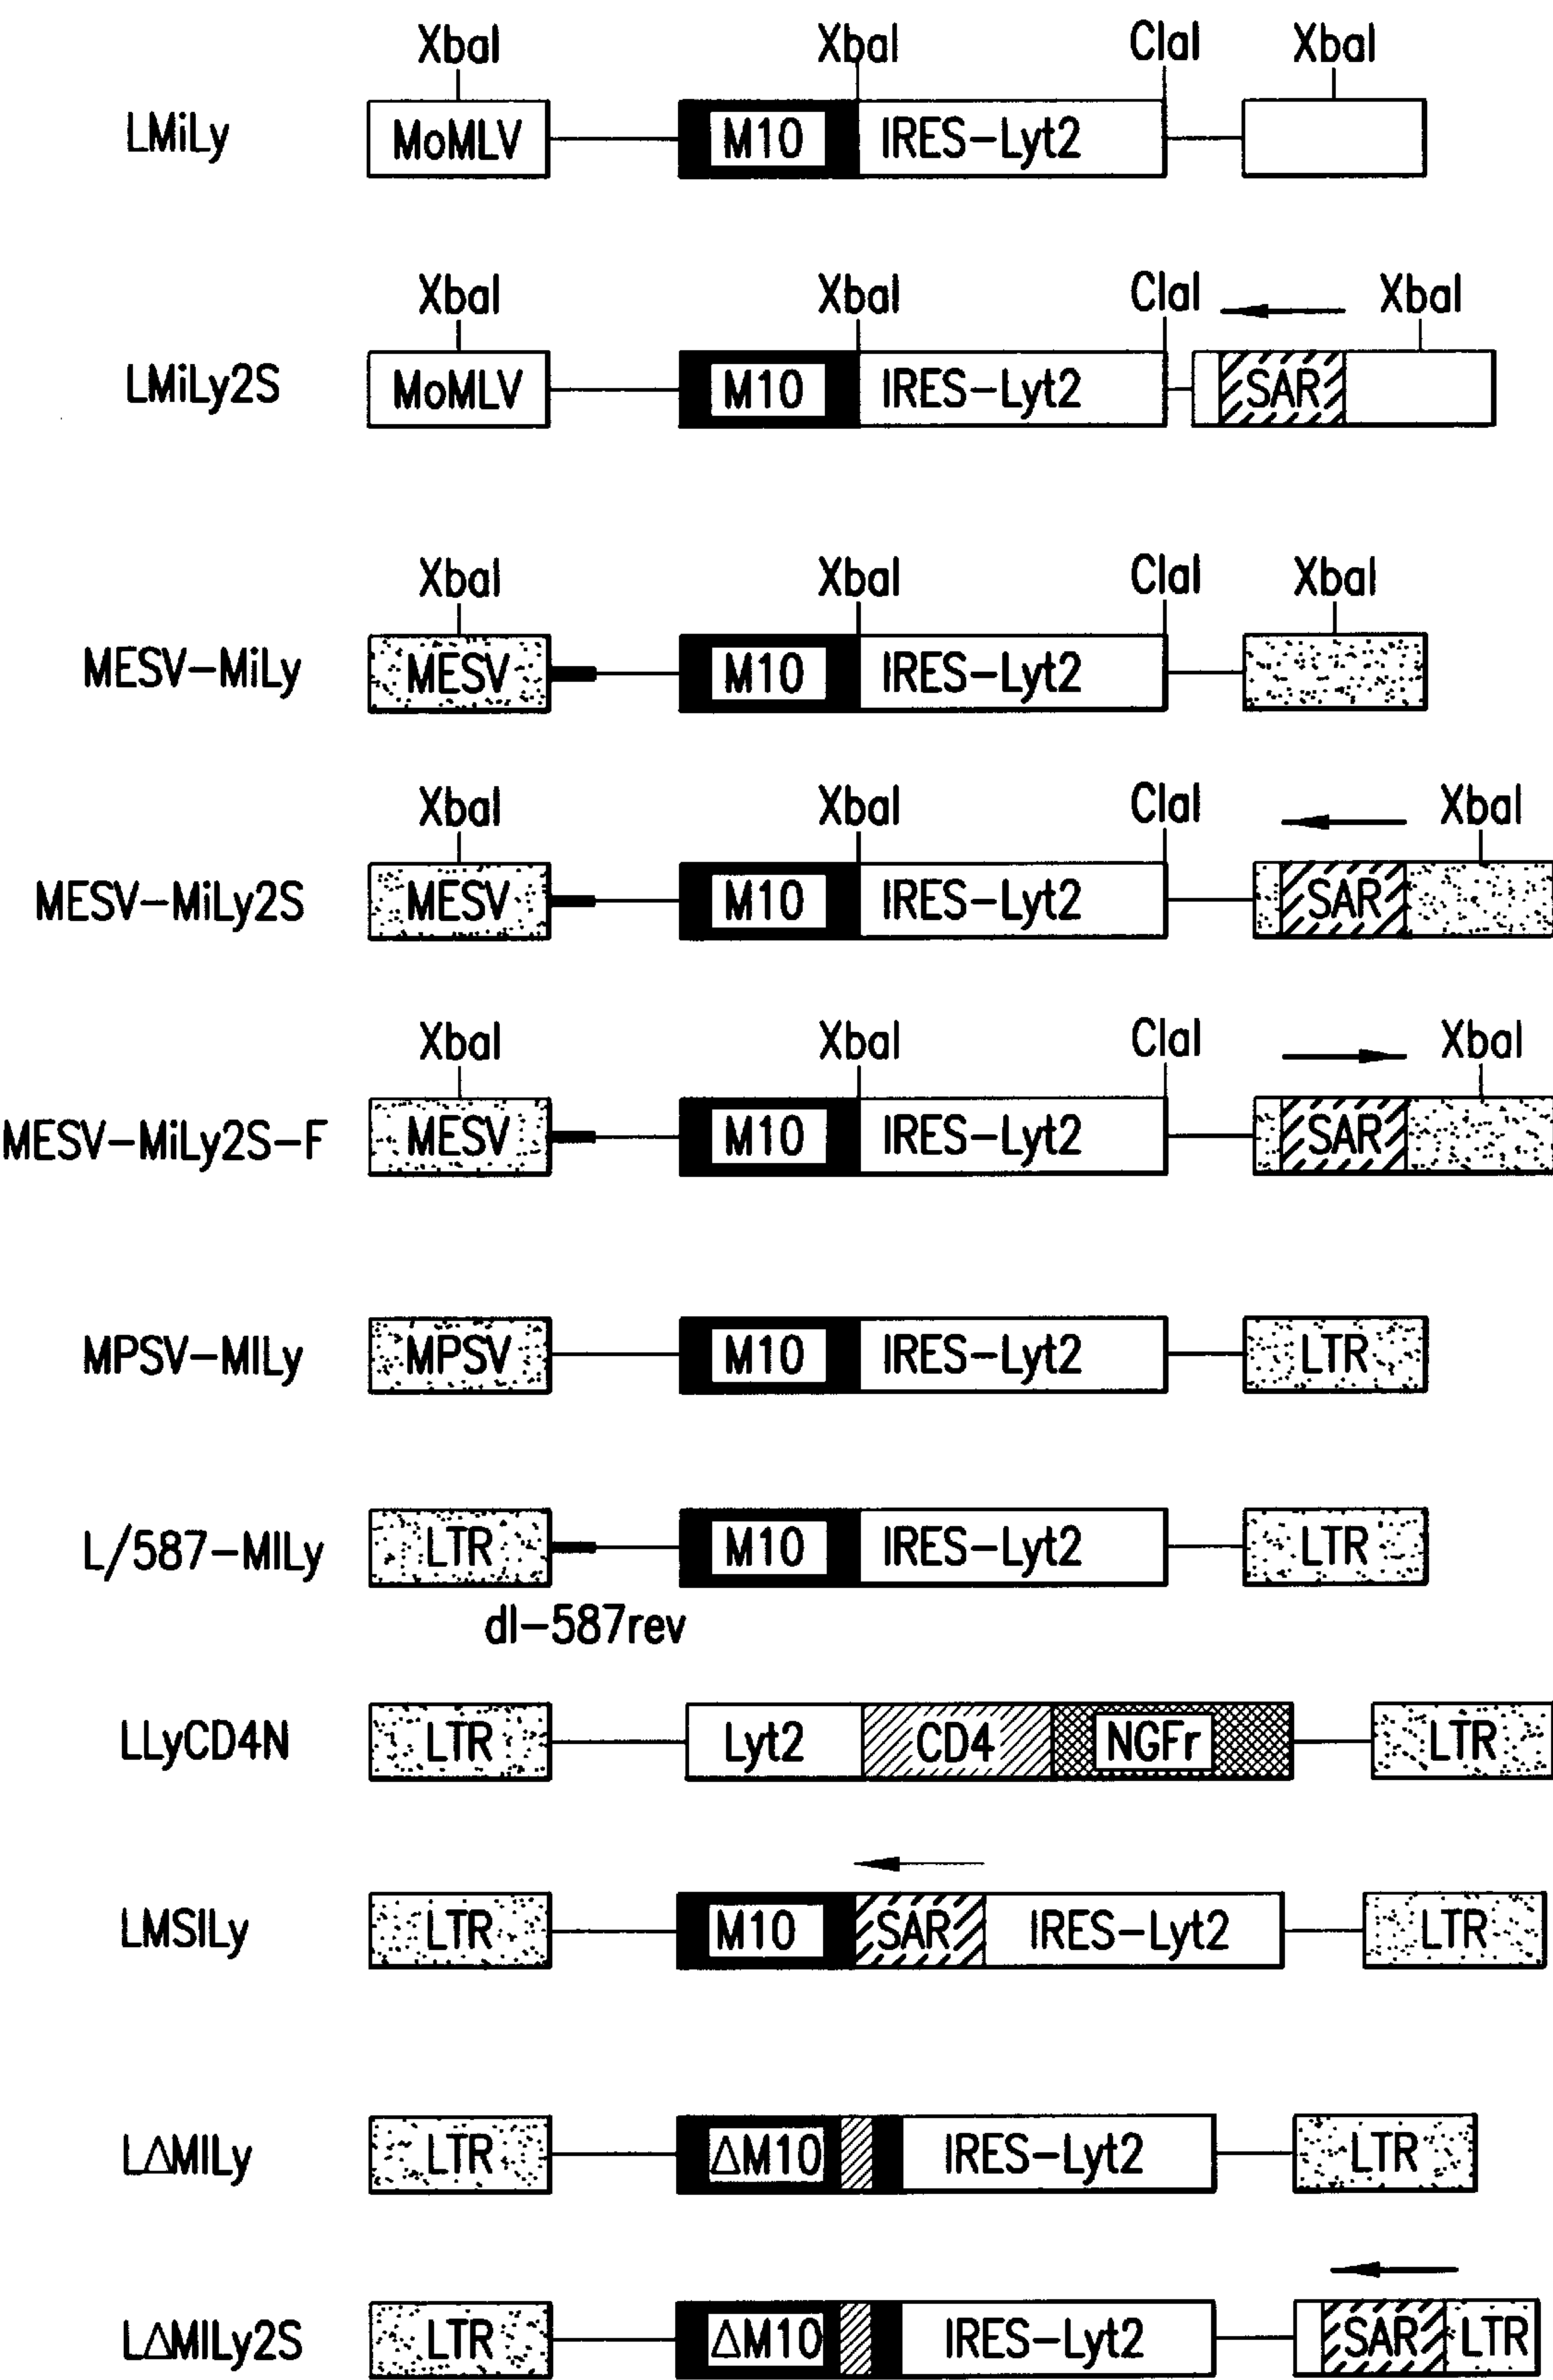 XbaI XbaI ClaI XbaI
LMiLy MoMLV M10 IRES-Lyt2
XbaI XbaI ClaI XbaI
LMiLy2S MoMLV M10 IRES-Lyt2 SAR
XbaI XbaI ClaI XbaI
MESV-MiLy MESV M10 IRES-Lyt2
XbaI XbaI ClaI XbaI
MESV-MiLy2S MESV M10 IRES-Lyt2 SAR
XbaI XbaI ClaI XbaI
MESV-MiLy2S-F MESV M10 IRES-Lyt2 SAR
MPSV-MILy MPSV M10 IRES-Lyt2 LTR
L/587-MILy LTR M10 IRES-Lyt2 LTR
dl-587rev
LLyCD4N LTR Lyt2 CD4 NGFr LTR
LMSILy LTR M10 SAR IRES-Lyt2 LTR
LΔMILy LTR ΔM10 IRES-Lyt2 LTR
LΔMILy2S LTR ΔM10 IRES-Lyt2 SAR LTR